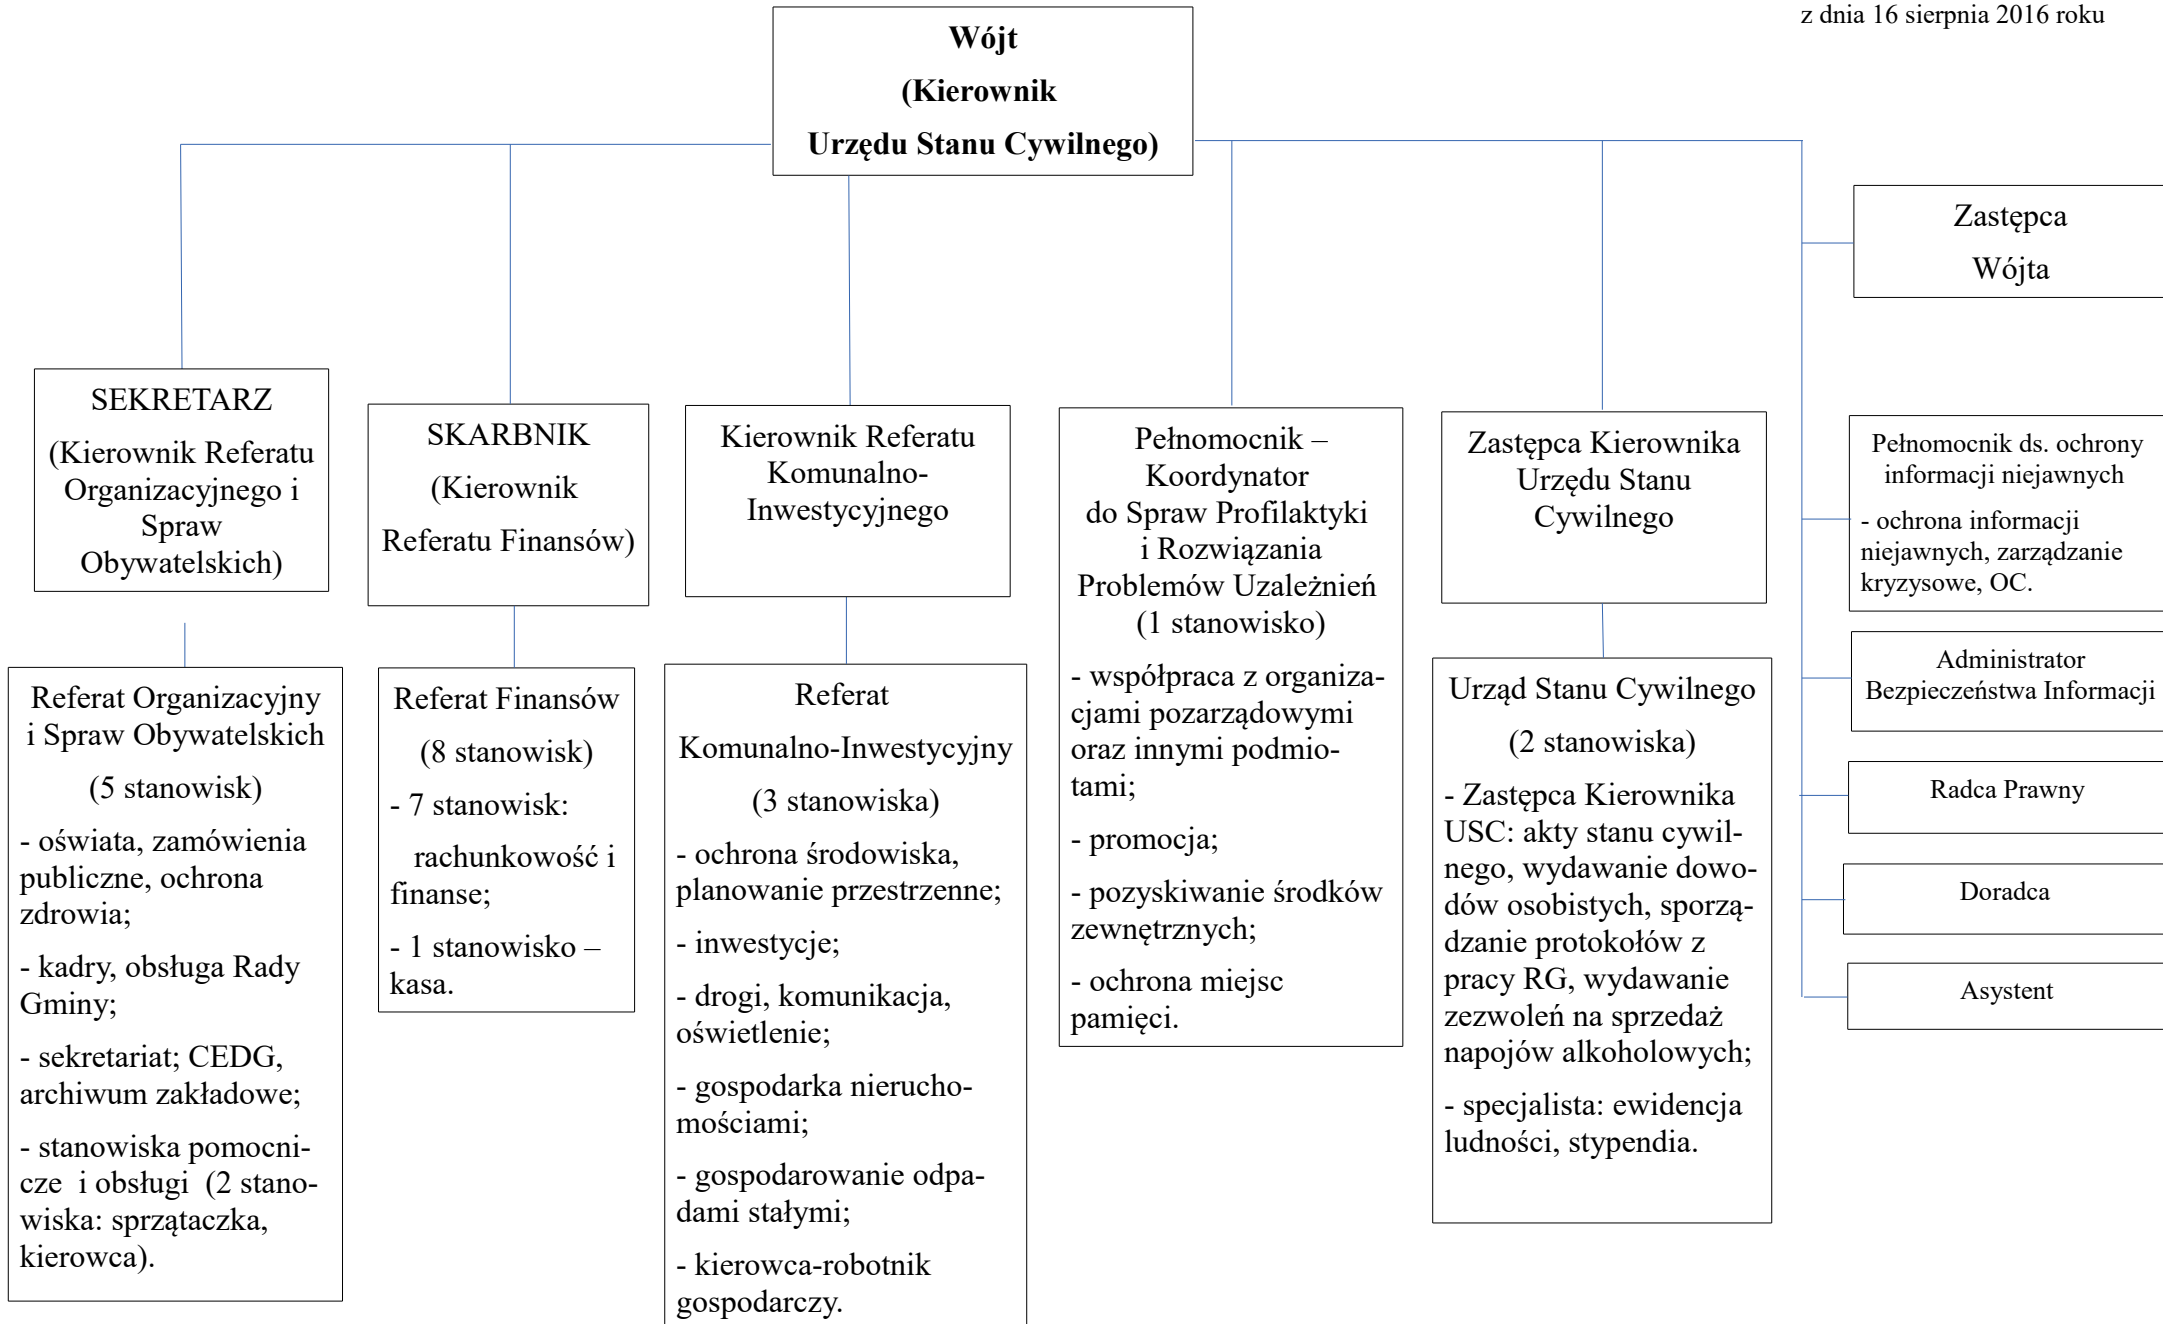 z dnia 16 sierpnia 2016 roku
Wójt
(Kierownik
Urzędu Stanu Cywilnego)
Zastępca
Wójta
SEKRETARZ
(Kierownik Referatu
Organizacyjnego i
Spraw
Obywatelskich)
SKARBNIK
(Kierownik
Referatu Finansów)
Kierownik Referatu
Komunalno-
Inwestycyjnego
Pełnomocnik –
Koordynator
do Spraw Profilaktyki
i Rozwiązania
Problemów Uzależnień
(1 stanowisko)
- współpraca z organiza-
cjami pozarządowymi
oraz innymi podmio-
tami;
- promocja;
- pozyskiwanie środków
zewnętrznych;
- ochrona miejsc
pamięci.
Zastępca Kierownika
Urzędu Stanu
Cywilnego
Pełnomocnik ds. ochrony
informacji niejawnych
- ochrona informacji
niejawnych, zarządzanie
kryzysowe, OC.
Administrator
Bezpieczeństwa Informacji
Radca Prawny
Doradca
Asystent
Referat Organizacyjny
i Spraw Obywatelskich
(5 stanowisk)
- oświata, zamówienia
publiczne, ochrona
zdrowia;
- kadry, obsługa Rady
Gminy;
- sekretariat; CEDG,
archiwum zakładowe;
- stanowiska pomocni-
cze i obsługi (2 stano-
wiska: sprzątaczka,
kierowca).
Referat Finansów
(8 stanowisk)
- 7 stanowisk:
rachunkowość i
finanse;
- 1 stanowisko –
kasa.
Referat
Komunalno-Inwestycyjny
(3 stanowiska)
- ochrona środowiska,
planowanie przestrzenne;
- inwestycje;
- drogi, komunikacja,
oświetlenie;
- gospodarka nierucho-
mościami;
- gospodarowanie odpa-
dami stałymi;
- kierowca-robotnik
gospodarczy.
Urząd Stanu Cywilnego
(2 stanowiska)
- Zastępca Kierownika
USC: akty stanu cywil-
nego, wydawanie dowo-
dów osobistych, sporzą-
dzanie protokołów z
pracy RG, wydawanie
zezwoleń na sprzedaż
napojów alkoholowych;
- specjalista: ewidencja
ludności, stypendia.